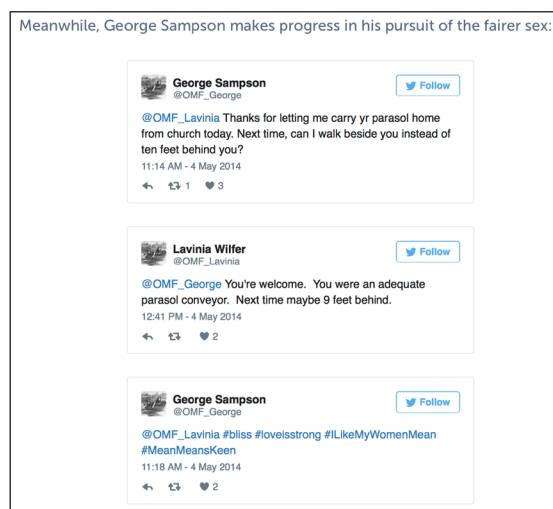 Meanwhile, George Sampson makes progress in his pursuit of the fairer sex:
George Sampson
@OMF_George
Follow
@OMF_Lavinia Thanks for letting me carry yr parasol home
from church today. Next time, can I walk beside you instead of
ten feet behind you?
11:14 AM - 4 May 2014
1 3
Lavinia Wilfer
@OMF_Lavinia
Follow
@OMF_George You're welcome.  You were an adequate
parasol conveyor.  Next time maybe 9 feet behind.
12:41 PM - 4 May 2014
2
George Sampson
@OMF_George
Follow
@OMF_Lavinia #bliss #loveisstrong #ILikeMyWomenMean
#MeanMeansKeen
11:18 AM - 4 May 2014
2